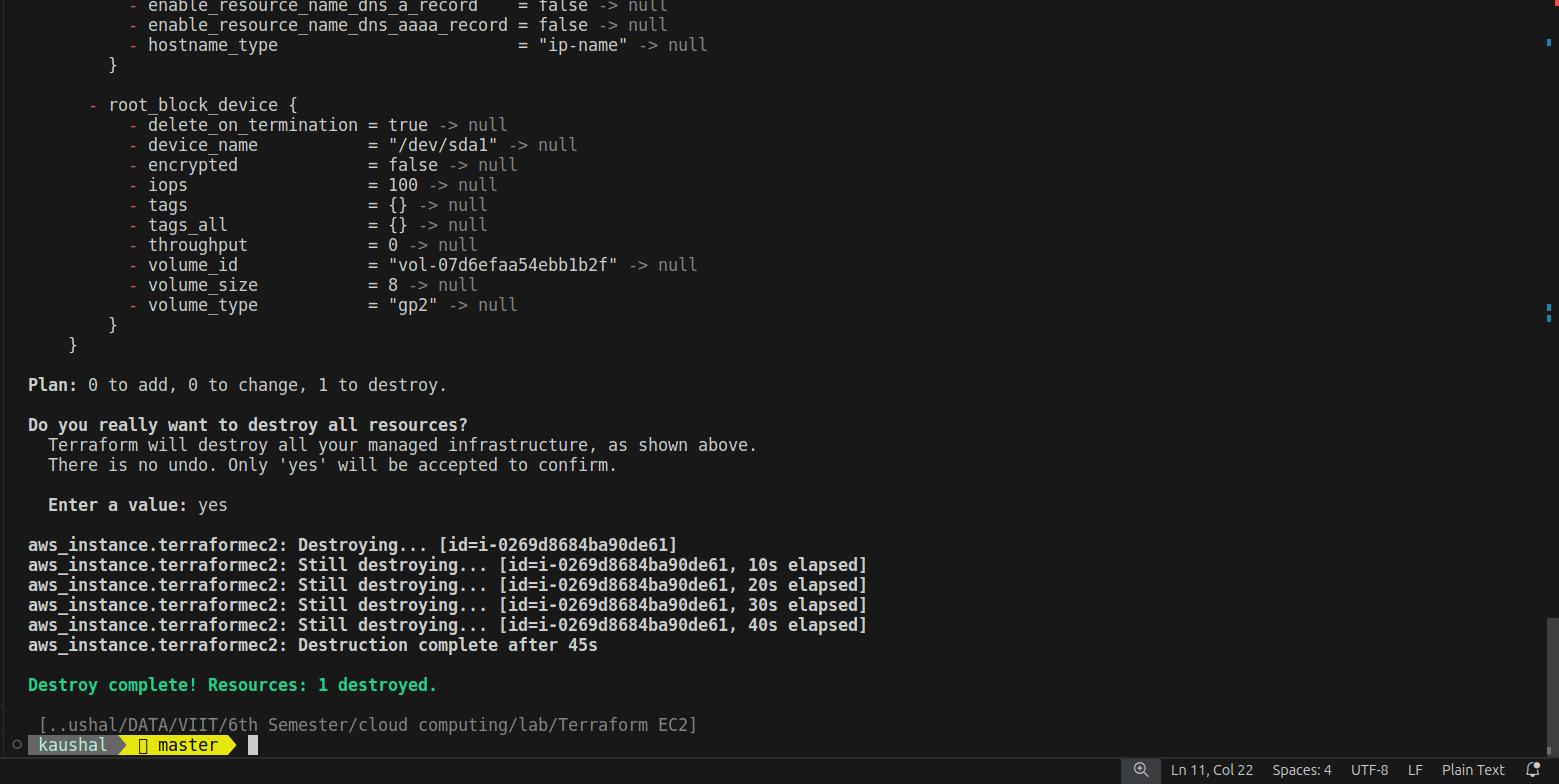 - enable_resource_name_dns_a_record    = false -> null
- enable_resource_name_dns_aaaa_record = false -> null
- hostname_type                        = "ip-name" -> null
}
- root_block_device {
- delete_on_termination = true -> null
- device_name           = "/dev/sda1" -> null
- encrypted             = false -> null
- iops                  = 100 -> null
- tags                  = {} -> null
- tags_all              = {} -> null
- throughput            = 0 -> null
- volume_id             = "vol-07d6efaa54ebb1b2f" -> null
- volume_size           = 8 -> null
- volume_type           = "gp2" -> null
}
}
Plan: 0 to add, 0 to change, 1 to destroy.
Do you really want to destroy all resources?
Terraform will destroy all your managed infrastructure, as shown above.
There is no undo. Only 'yes' will be accepted to confirm.
Enter a value: yes
aws_instance.terraformec2: Destroying... [id=i-0269d8684ba90de61]
aws_instance.terraformec2: Still destroying... [id=i-0269d8684ba90de61, 10s elapsed]
aws_instance.terraformec2: Still destroying... [id=i-0269d8684ba90de61, 20s elapsed]
aws_instance.terraformec2: Still destroying... [id=i-0269d8684ba90de61, 30s elapsed]
aws_instance.terraformec2: Still destroying... [id=i-0269d8684ba90de61, 40s elapsed]
aws_instance.terraformec2: Destruction complete after 45s
Destroy complete! Resources: 1 destroyed.
[..ushal/DATA/VIIT/6th Semester/cloud computing/lab/Terraform EC2]
kaushal master
Ln 11, Col 22 Spaces: 4 UTF-8 LF Plain Text